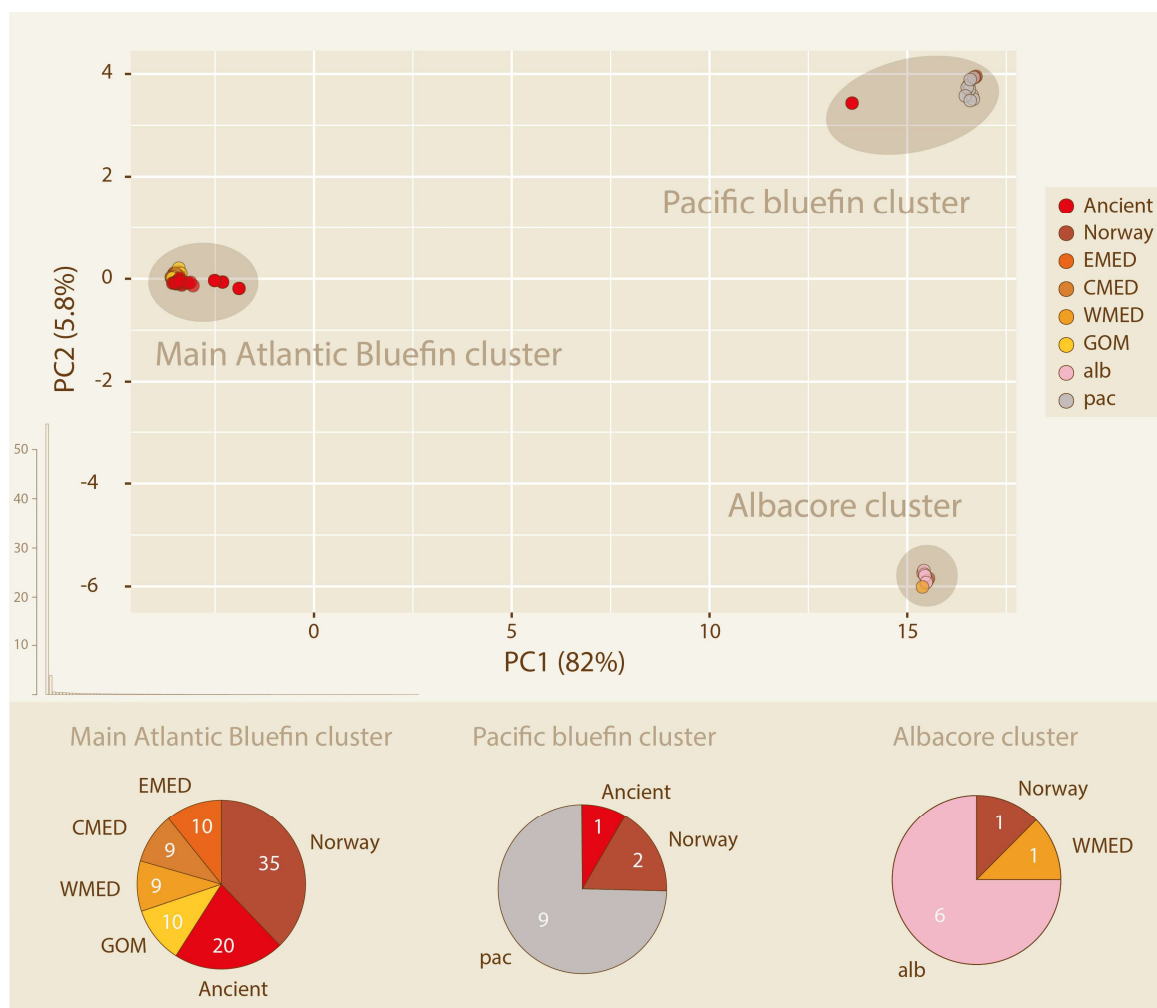 4
2
0
-2
-4
-6
PC2 (5.8%)
Pacific bluefin cluster
Main Atlantic Bluefin cluster
Albacore cluster
0
5
10
15
PC1 (82%)
Ancient
Norway
EMED
CMED
WMED
GOM
alb
pac
50
40
30
20
10
Main Atlantic Bluefin cluster
EMED
CMED
WMED
GOM
Ancient
Norway
10
9
9
10
20
35
Pacific bluefin cluster
Ancient
Norway
pac
1
2
9
Albacore cluster
Norway
WMED
alb
1
1
6